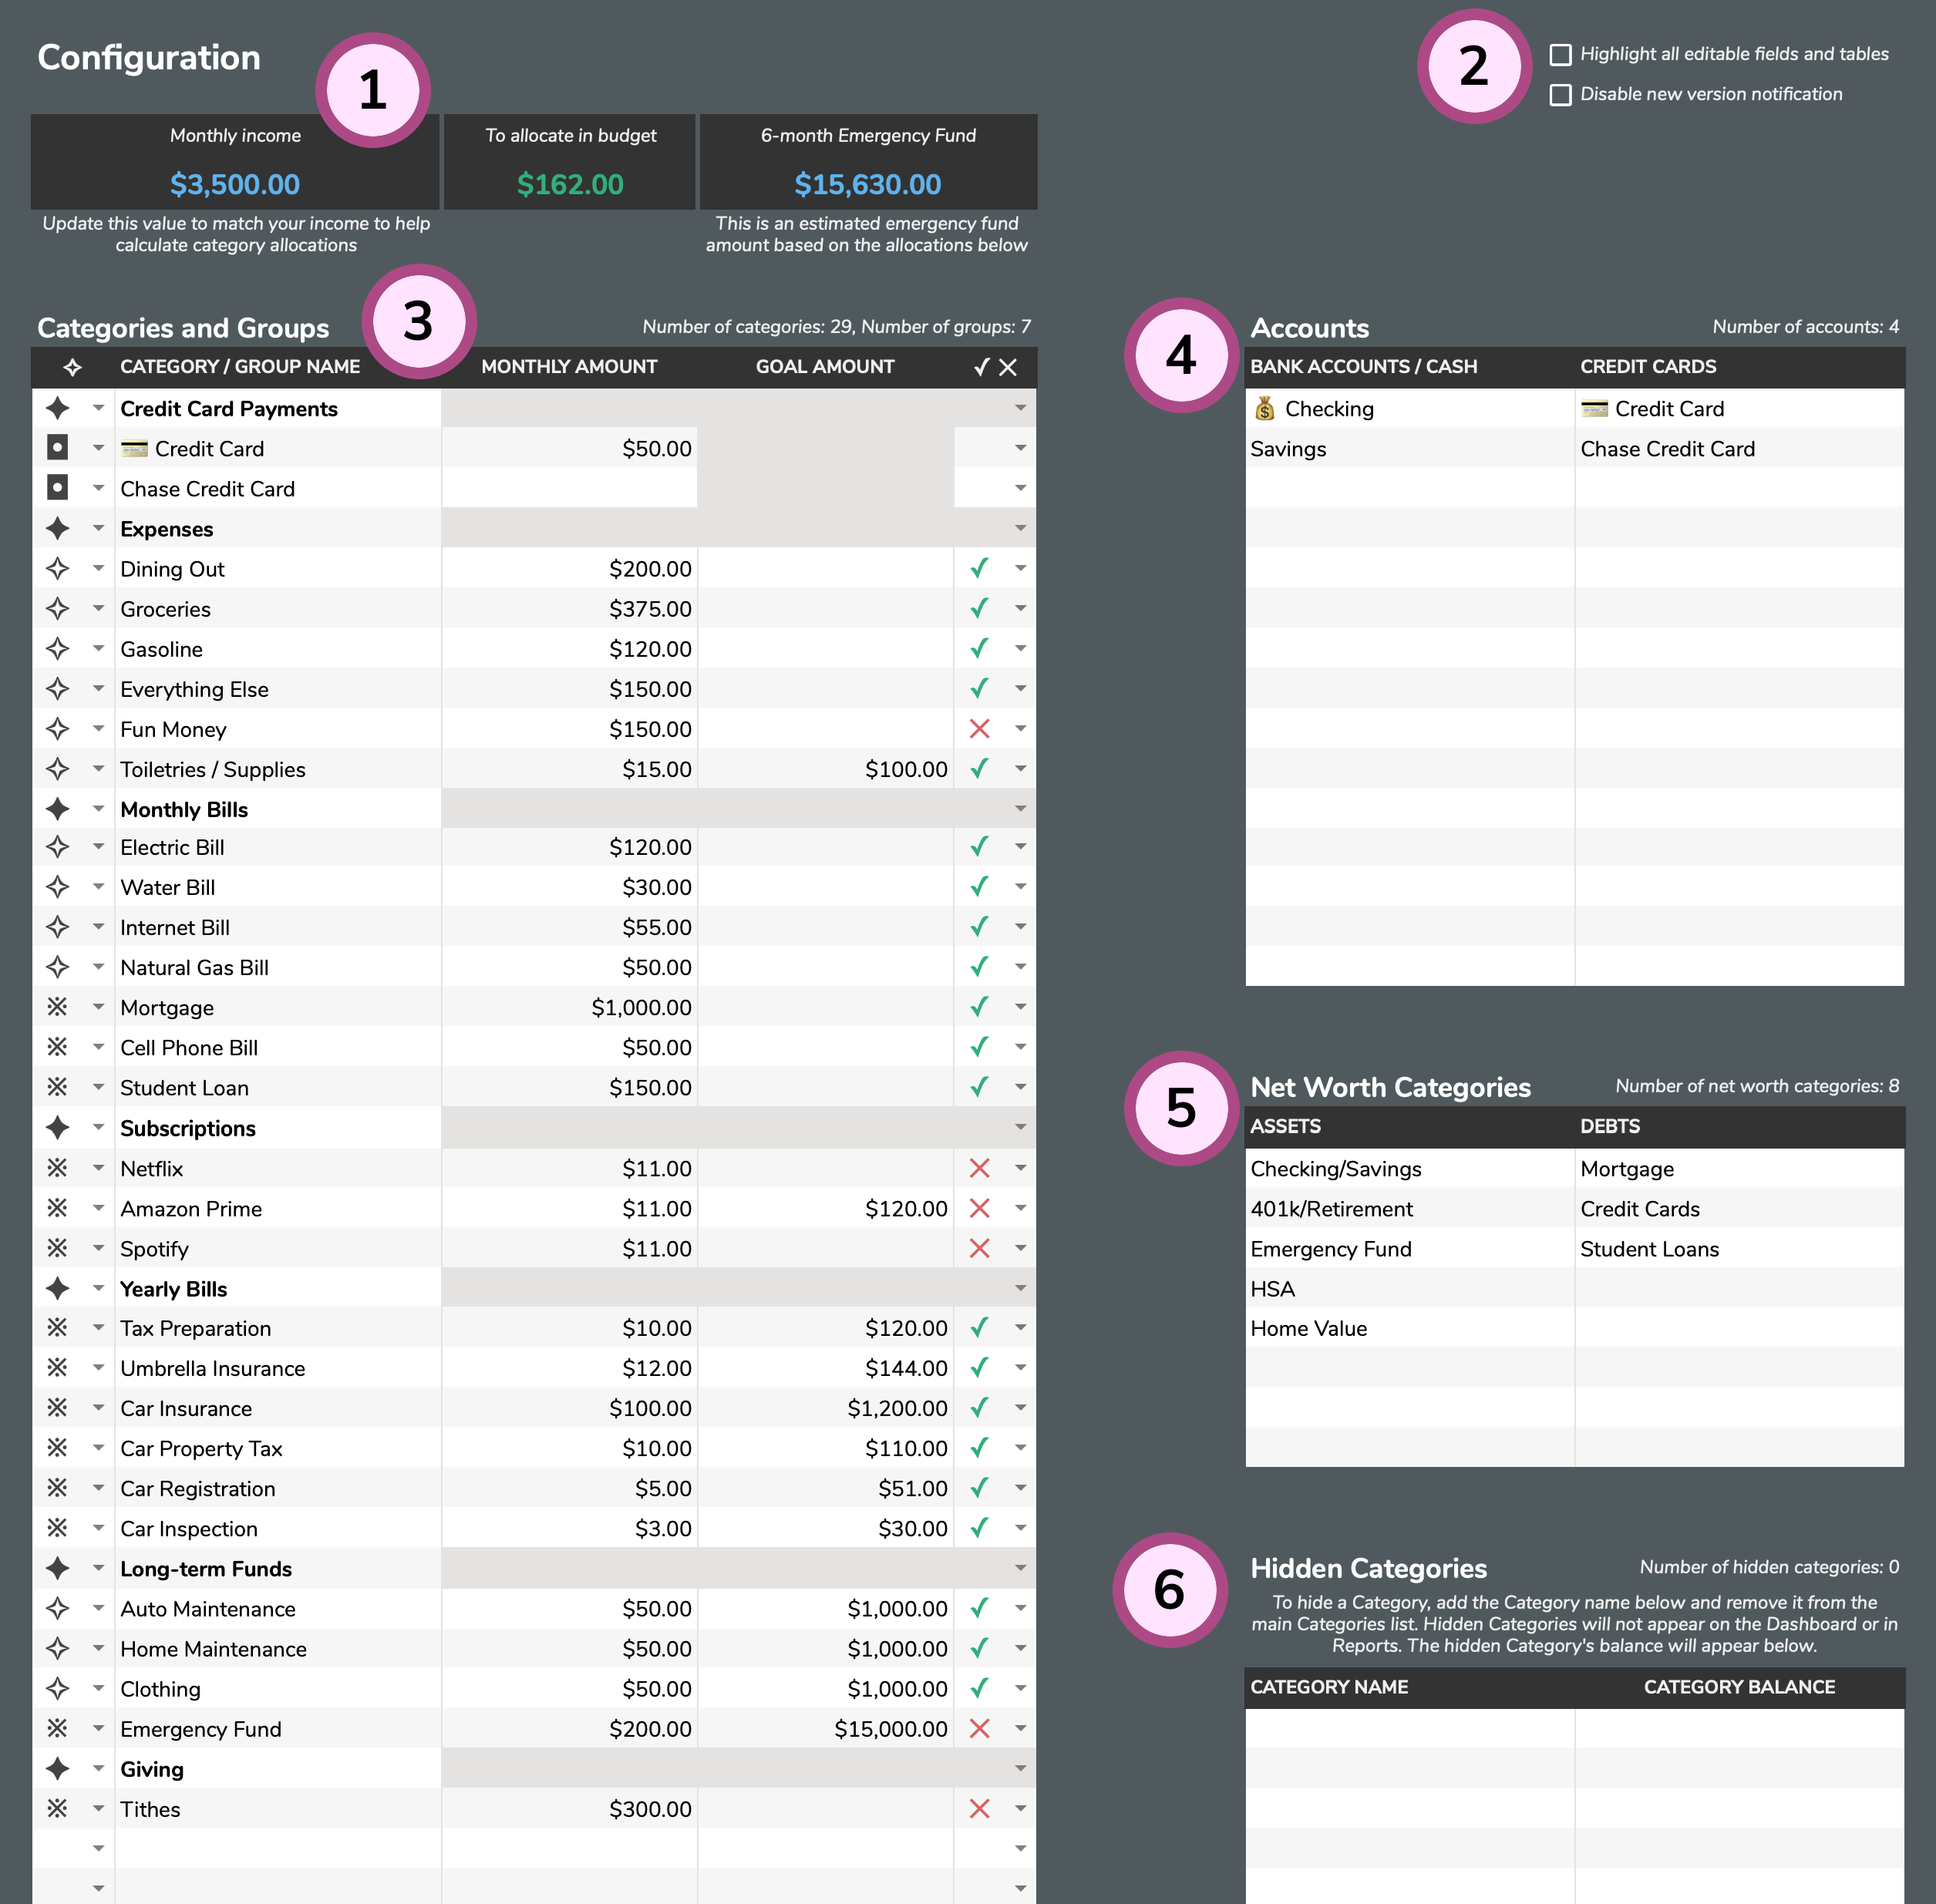 Configuration
1
2
Highlight all editable fields and tables
Disable new version notification
Monthly income
To allocate in budget
6-month Emergency Fund
$3,500.00
$162.00
$15,630.00
Update this value to match your income to help
calculate category allocations
This is an estimated emergency fund
amount based on the allocations below
Categories and Groups
3
Number of categories: 29, Number of groups: 7
CATEGORY / GROUP NAME MONTHLY AMOUNT GOAL AMOUNT ✓ ✕
Credit Card Payments
Credit Card $50.00
Chase Credit Card
Expenses
Dining Out $200.00 ✓
Groceries $375.00 ✓
Gasoline $120.00 ✓
Everything Else $150.00 ✓
Fun Money $150.00 ✕
Toiletries / Supplies $15.00 $100.00 ✓
Monthly Bills
Electric Bill $120.00 ✓
Water Bill $30.00 ✓
Internet Bill $55.00 ✓
Natural Gas Bill $50.00 ✓
Mortgage $1,000.00 ✓
Cell Phone Bill $50.00 ✓
Student Loan $150.00 ✓
Subscriptions
Netflix $11.00 ✕
Amazon Prime $11.00 $120.00 ✕
Spotify $11.00 ✕
Yearly Bills
Tax Preparation $10.00 $120.00 ✓
Umbrella Insurance $12.00 $144.00 ✓
Car Insurance $100.00 $1,200.00 ✓
Car Property Tax $10.00 $110.00 ✓
Car Registration $5.00 $51.00 ✓
Car Inspection $3.00 $30.00 ✓
Long-term Funds
Auto Maintenance $50.00 $1,000.00 ✓
Home Maintenance $50.00 $1,000.00 ✓
Clothing $50.00 $1,000.00 ✓
Emergency Fund $200.00 $15,000.00 ✕
Giving
Tithes $300.00 ✕
4
Accounts
Number of accounts: 4
BANK ACCOUNTS / CASH CREDIT CARDS
Checking Credit Card
Savings Chase Credit Card
5
Net Worth Categories
Number of net worth categories: 8
ASSETS DEBTS
Checking/Savings Mortgage
401k/Retirement Credit Cards
Emergency Fund Student Loans
HSA
Home Value
6
Hidden Categories
Number of hidden categories: 0
To hide a Category, add the Category name below and remove it from the
main Categories list. Hidden Categories will not appear on the Dashboard or in
Reports. The hidden Category's balance will appear below.
CATEGORY NAME CATEGORY BALANCE